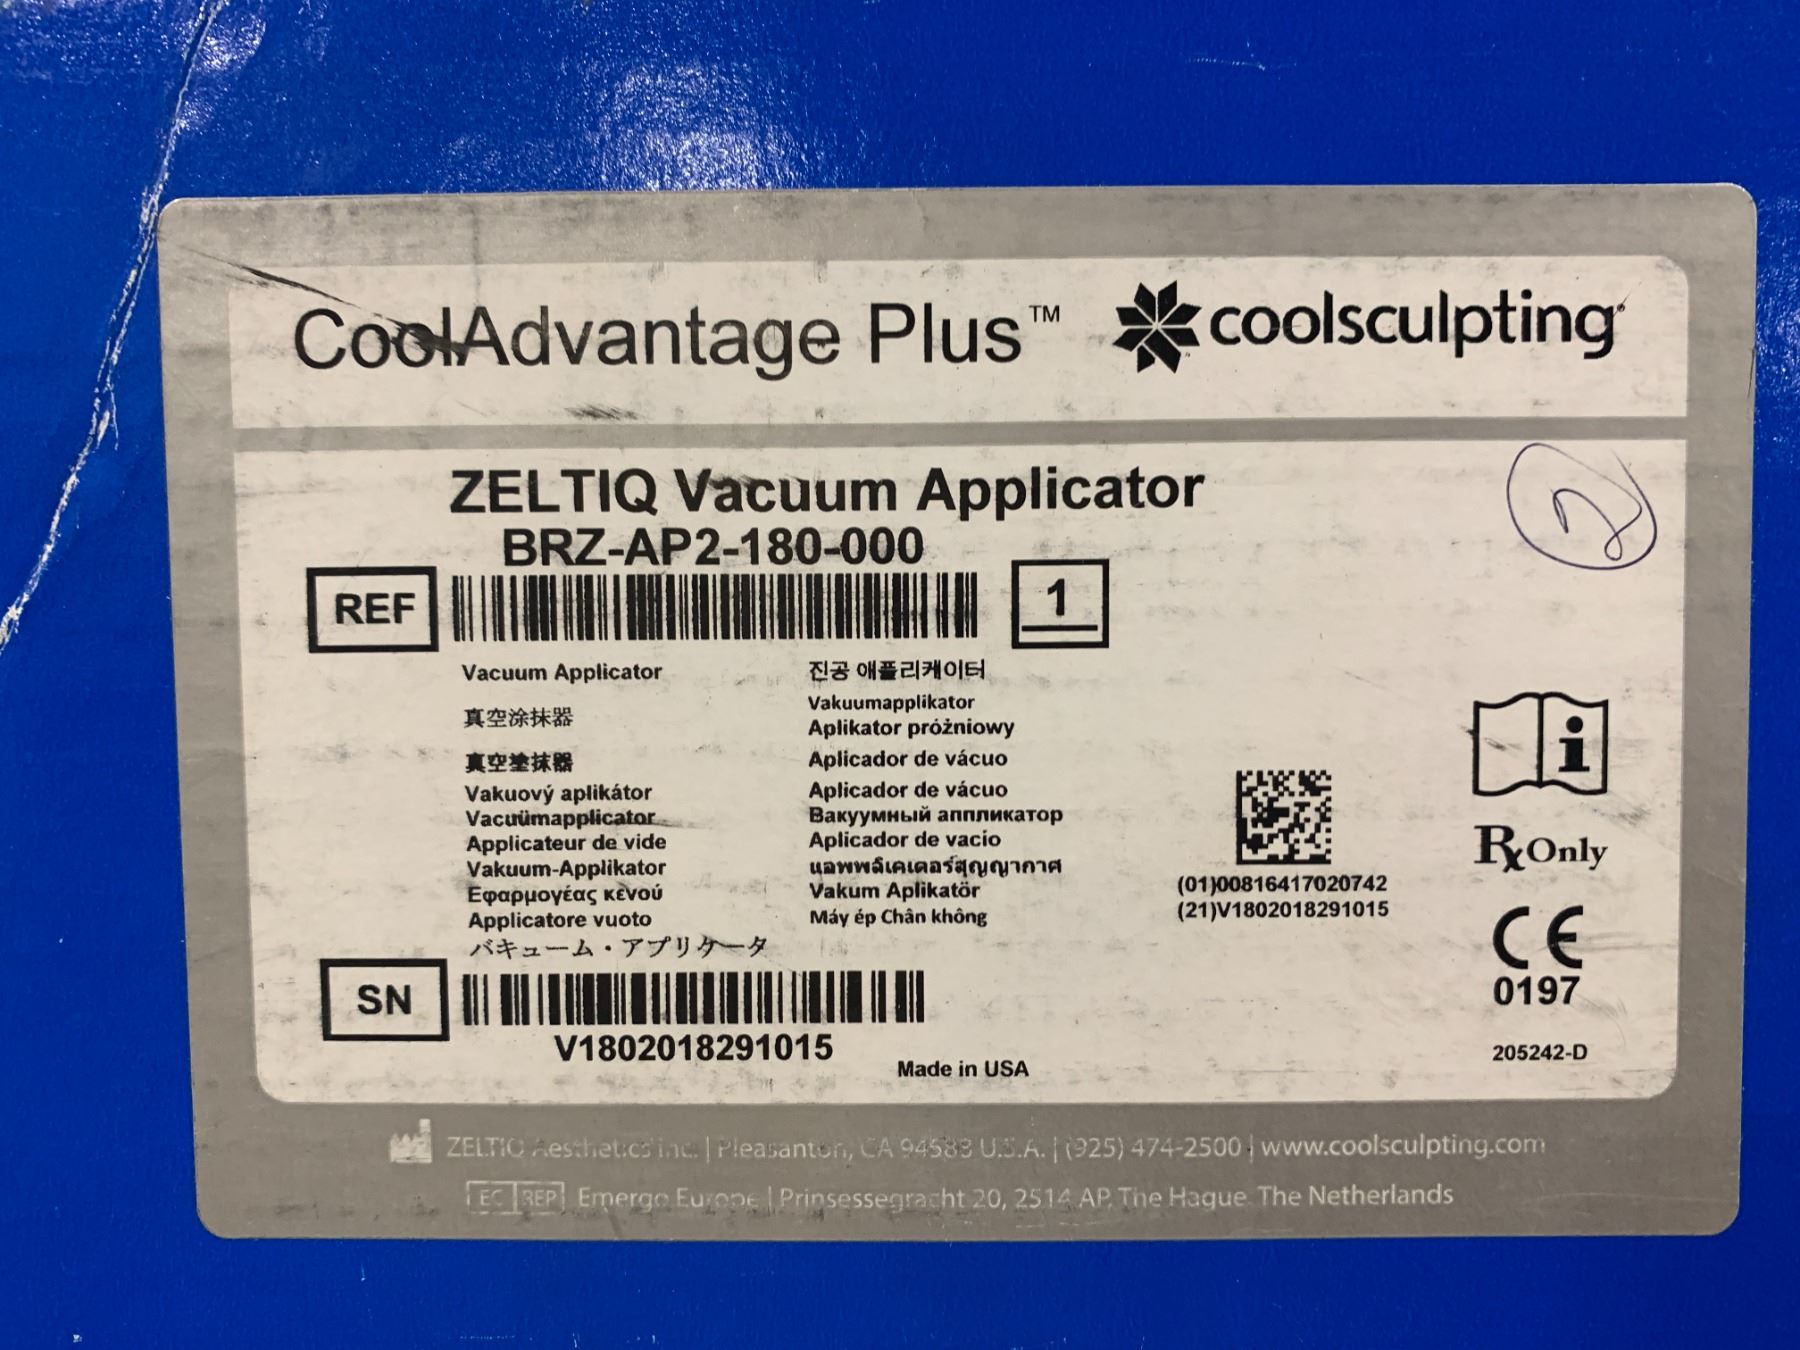 CoolAdvantage Plus™
coolsculpting®
ZELTIQ Vacuum Applicator
BRZ-AP2-180-000
REF
1
2
Vacuum Applicator
真空涂抹器
真空塗抹器
Vakuový aplikátor
Vacuümapplicator
Applicateur de vide
Vakuum-Applikator
Εφαρμογέας κενού
Applicatore vuoto
バキューム・アプリケータ
진공 애플리케이터
Vakuumapplikator
Aplikator próżniowy
Aplicador de vácuo
Aplicador de vácuo
Вакуумный аппликатор
Aplicador de vacío
แอพพลิเคเตอร์สุญญากาศ
Vakum Aplikatör
Máy ép Chân không
(01)00816417020742
(21)V1802018291015
i
Rx Only
CE
0197
205242-D
SN
V1802018291015
Made in USA
ZELTIQ Aesthetics Inc. | Pleasanton, CA 94588 U.S.A. | (925) 474-2500 | www.coolsculpting.com
EC REP Emergo Europe | Prinsessegracht 20, 2514 AP, The Hague The Netherlands